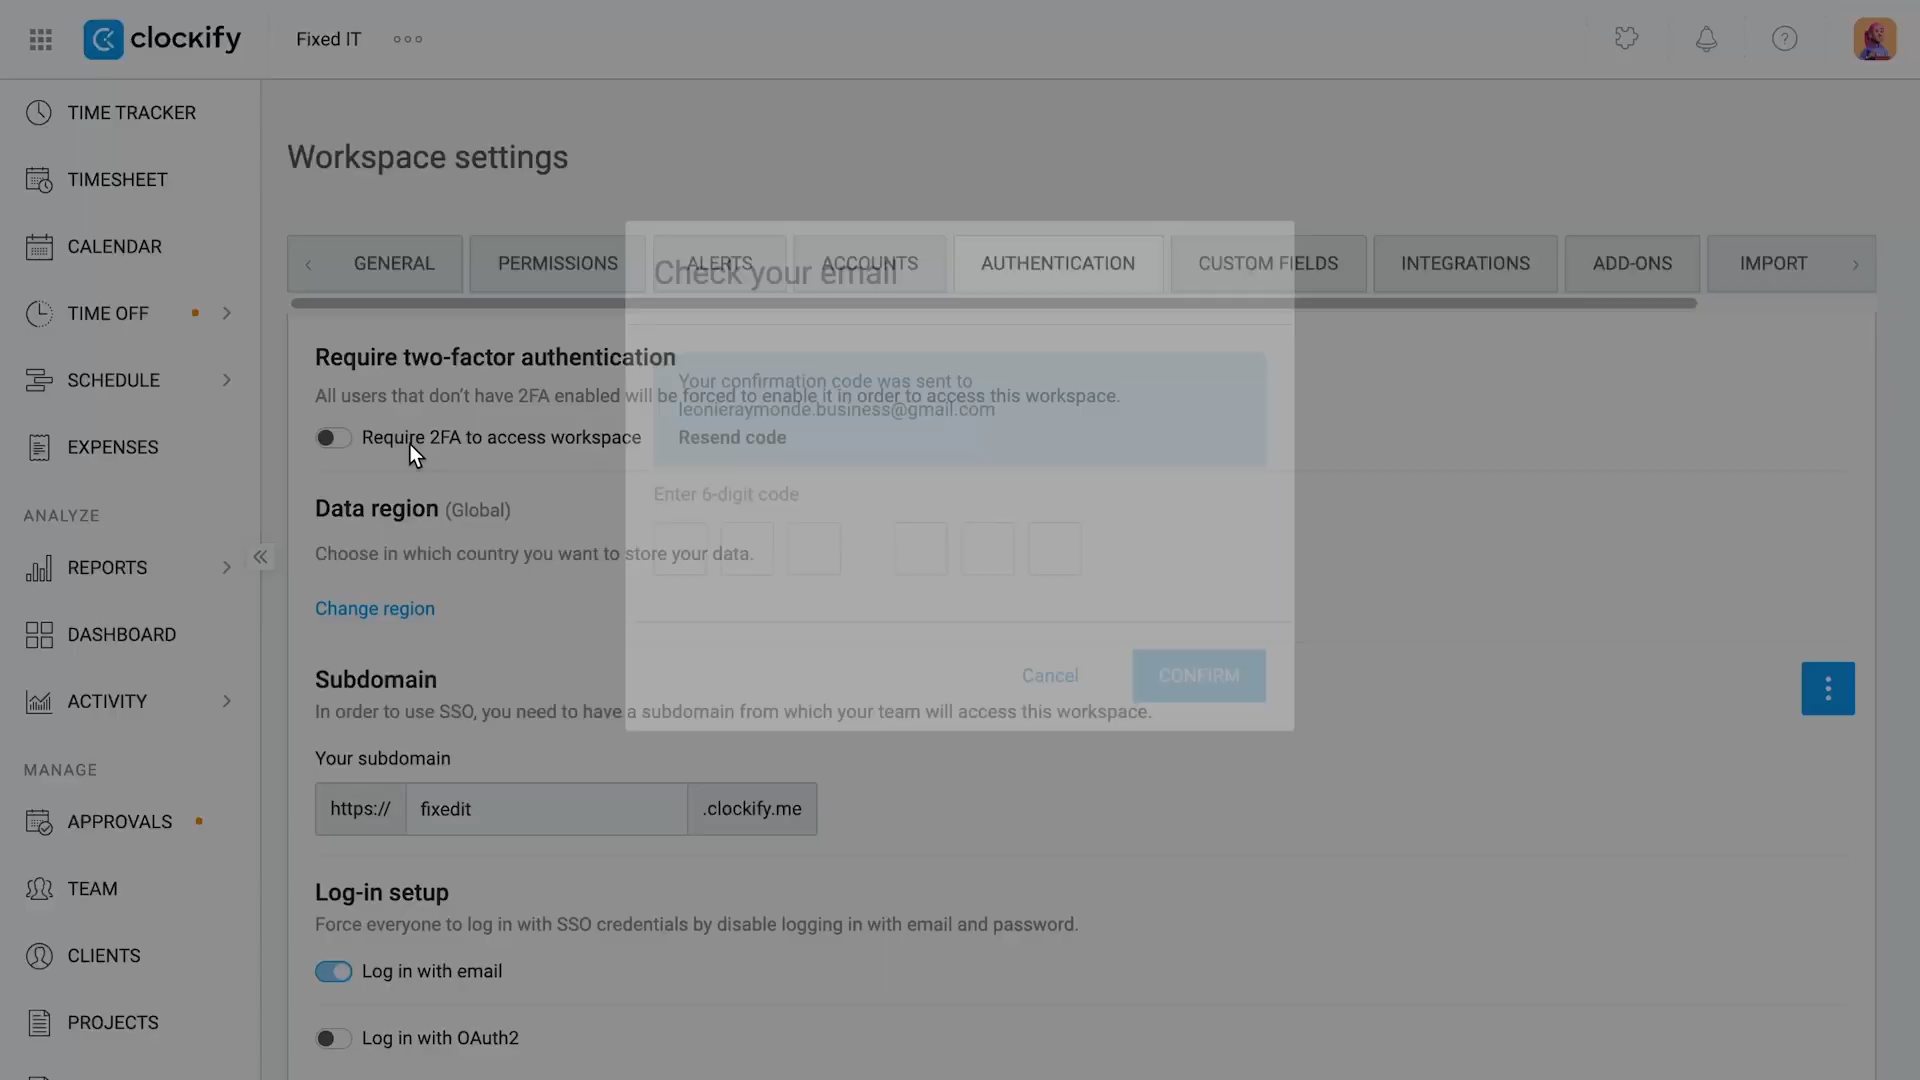 clockify
Fixed IT
TIME TRACKER
TIMESHEET
CALENDAR
TIME OFF
SCHEDULE
EXPENSES
ANALYZE
REPORTS
DASHBOARD
ACTIVITY
MANAGE
APPROVALS
TEAM
CLIENTS
PROJECTS
Workspace settings
GENERAL
PERMISSIONS
ALERTS
ACCOUNTS
AUTHENTICATION
CUSTOM FIELDS
INTEGRATIONS
ADD-ONS
IMPORT
Require two-factor authentication
All users that don't have 2FA enabled will be forced to enable it in order to access this workspace.
Require 2FA to access workspace
Data region (Global)
Choose in which country you want to store your data.
Change region
Subdomain
In order to use SSO, you need to have a subdomain from which your team will access this workspace.
Your subdomain
https:// fixedit .clockify.me
Log-in setup
Force everyone to log in with SSO credentials by disable logging in with email and password.
Log in with email
Log in with OAuth2
Check your email
Your confirmation code was sent to
leonieraymonde.business@gmail.com
Resend code
Enter 6-digit code
Cancel
CONFIRM